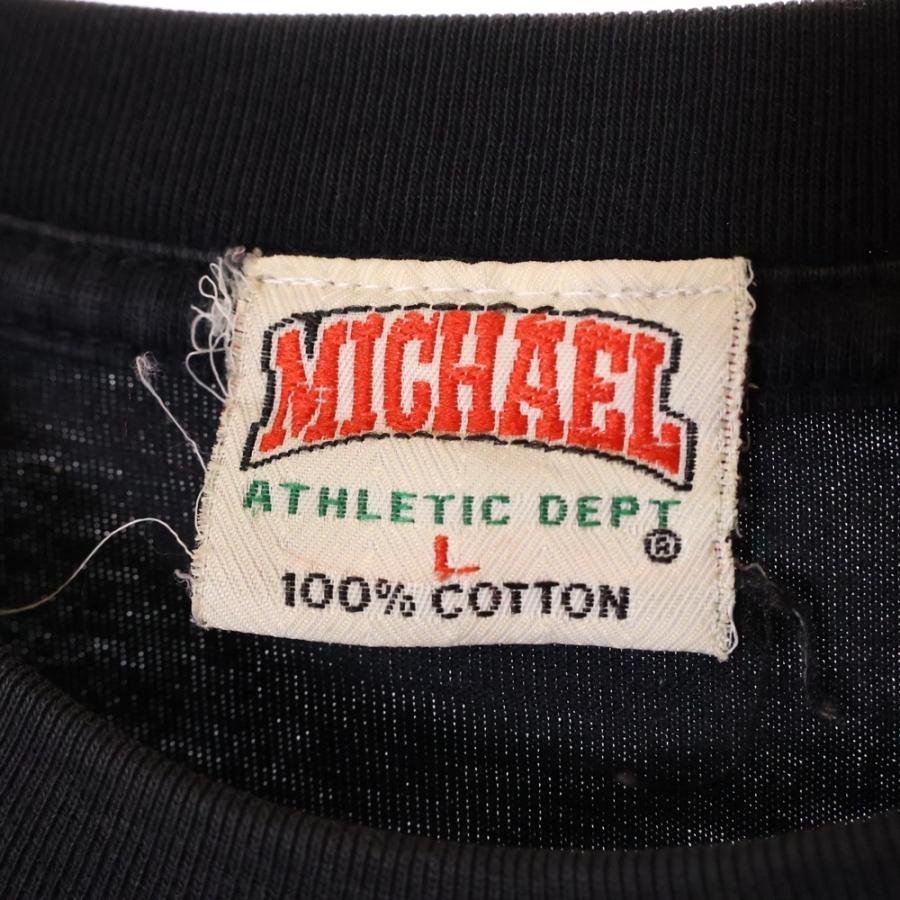 MICHAEL
ATHLETIC DEPT
®
L
100% COTTON